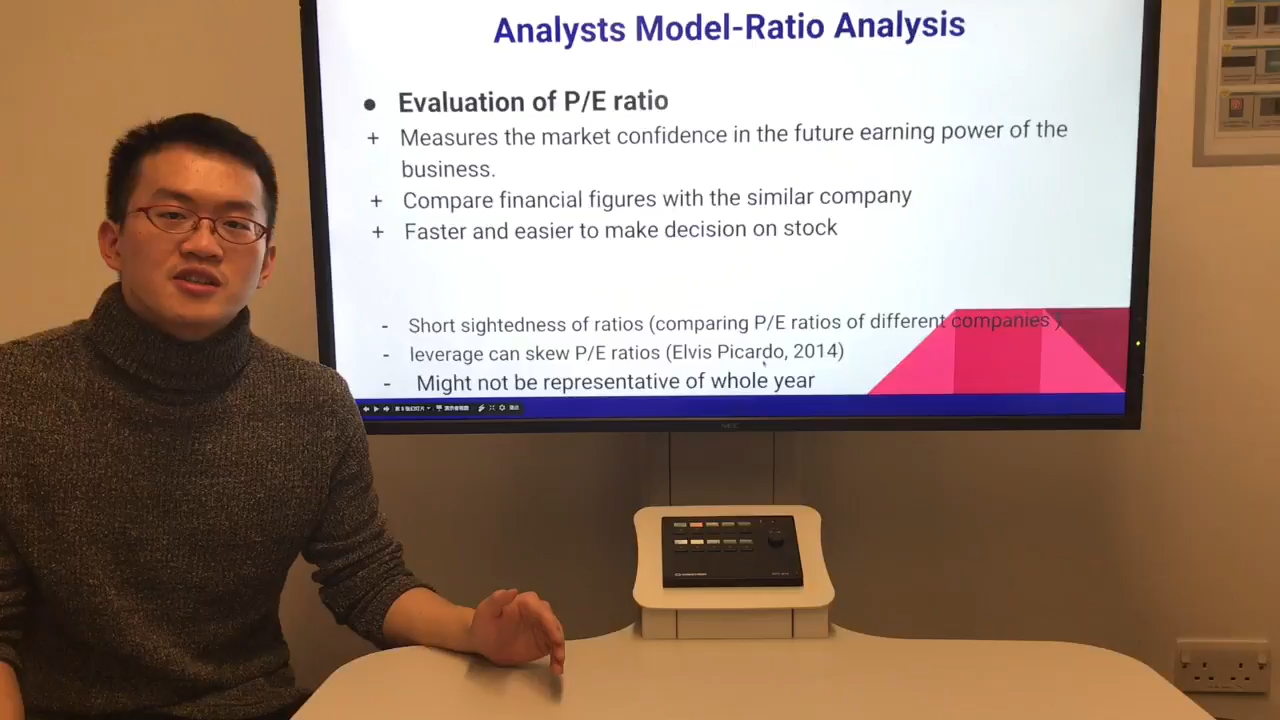 Analysts Model-Ratio Analysis
● Evaluation of P/E ratio
+ Measures the market confidence in the future earning power of the
business.
+ Compare financial figures with the similar company
+ Faster and easier to make decision on stock
- Short sightedness of ratios (comparing P/E ratios of different companies )
- leverage can skew P/E ratios (Elvis Picardo, 2014)
- Might not be representative of whole year
NEC